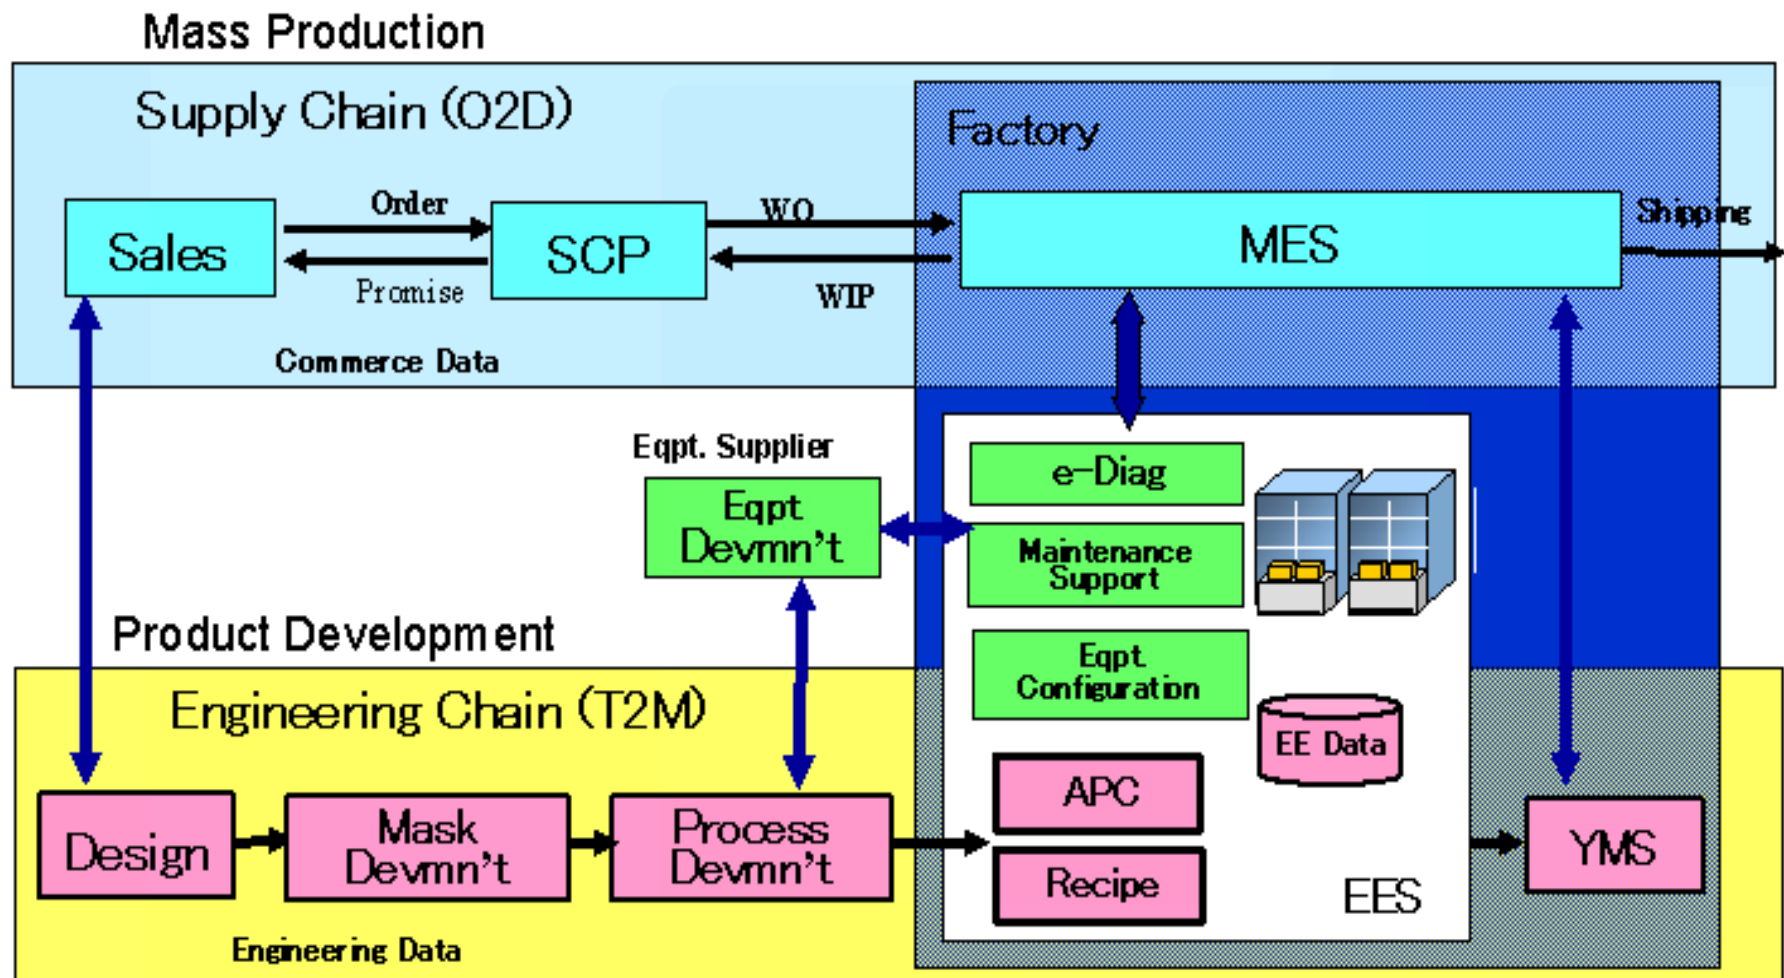 Mass Production
Supply Chain (O2D)
Factory
Sales
Order
Promise
SCP
WO
WIP
MES
Shipping
Commerce Data
Eqpt. Supplier
Eqpt
Devmn't
e-Diag
Maintenance
Support
Eqpt.
Configuration
Product Development
Engineering Chain (T2M)
EE Data
Design
Mask
Devmn't
Process
Devmn't
APC
Recipe
EES
YMS
Engineering Data